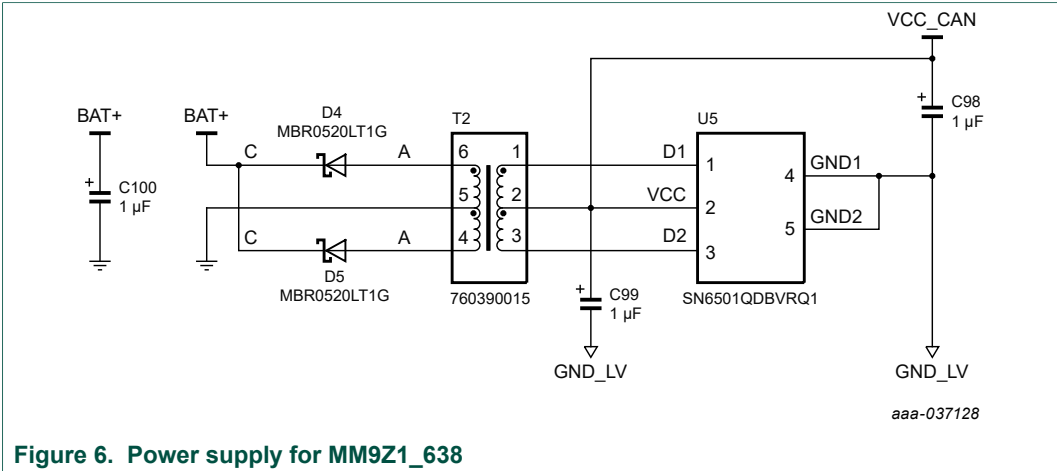 VCC_CAN
BAT+
BAT+
D4
MBR0520LT1G
T2
U5
+
C98
1 µF
C
A
6
1
D1
1
4
GND1
+
C100
1 µF
5
2
VCC
2
5
GND2
C
A
4
3
D2
3
D5
MBR0520LT1G
760390015
+
C99
1 µF
SN6501QDBVRQ1
GND_LV
GND_LV
aaa-037128
Figure 6. Power supply for MM9Z1_638